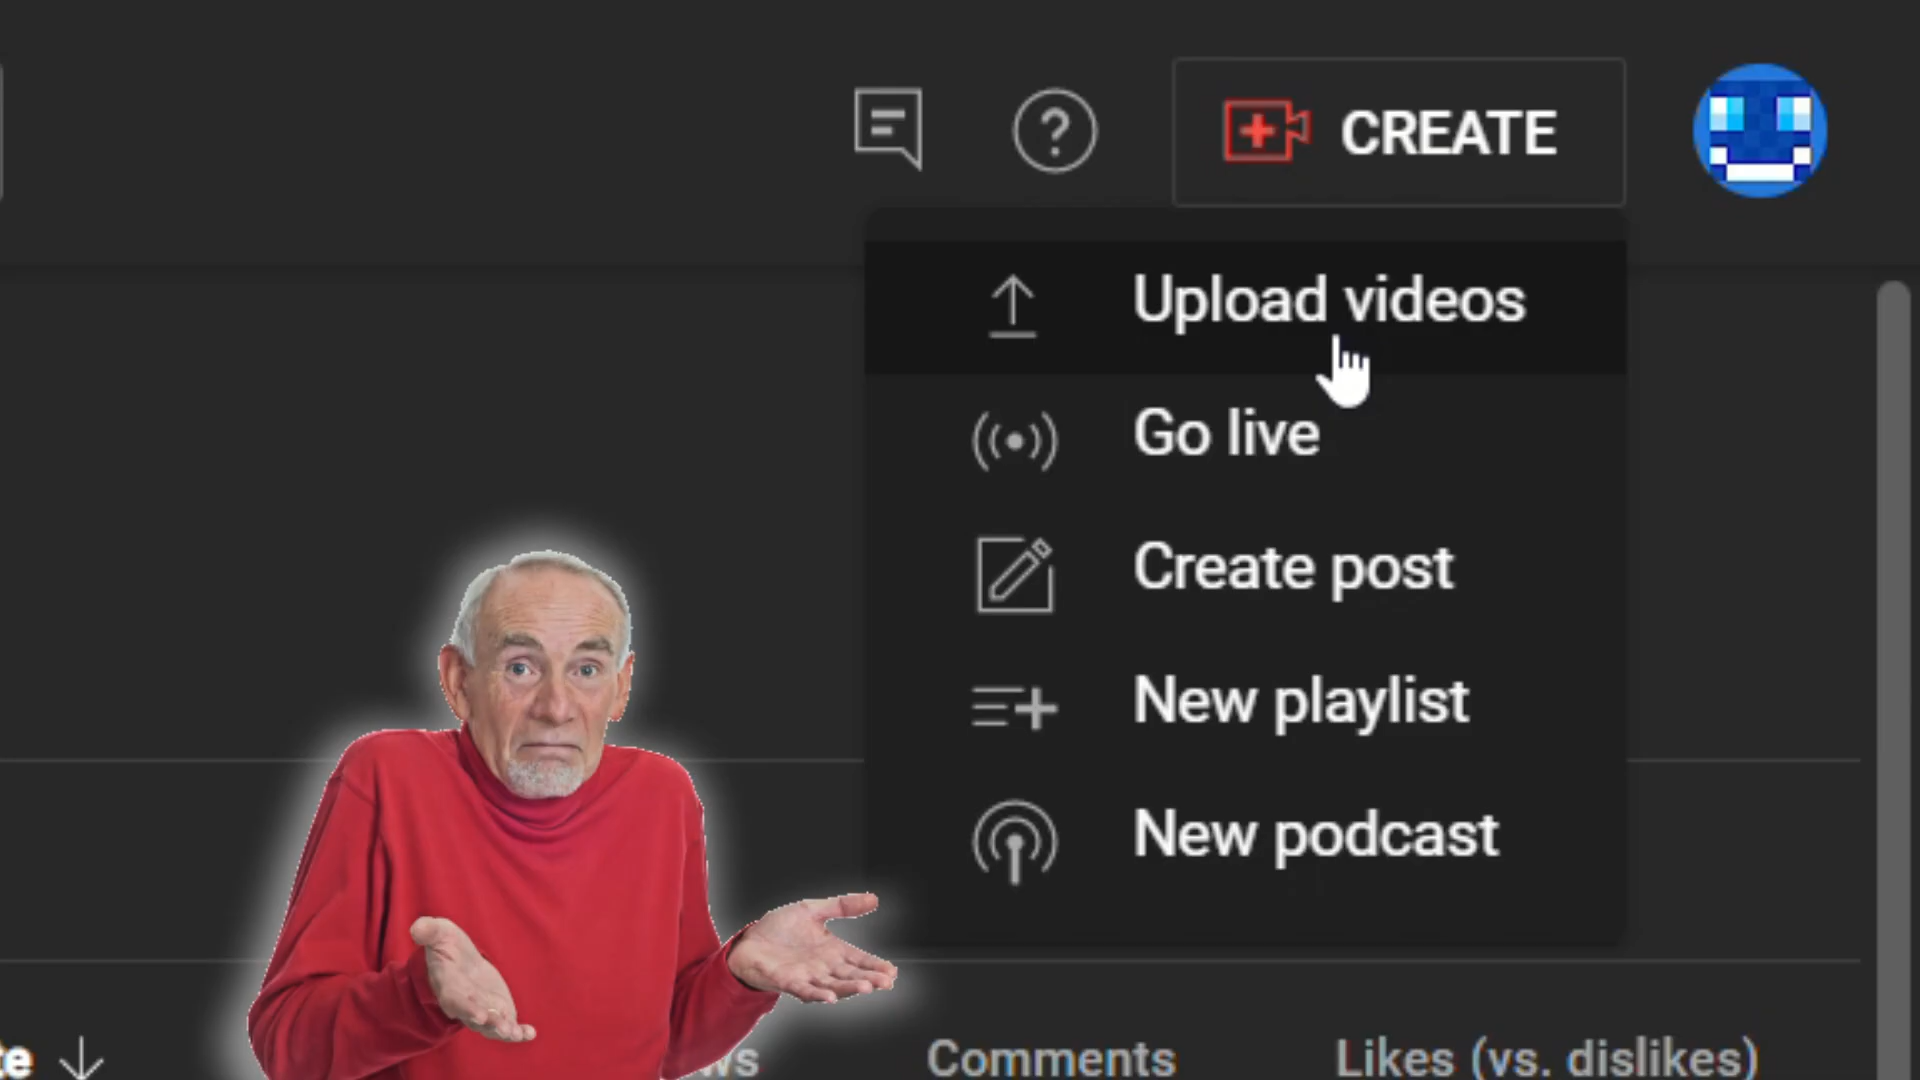 CREATE
Upload videos
Go live
Create post
New playlist
New podcast
Comments
Likes (vs. dislikes)